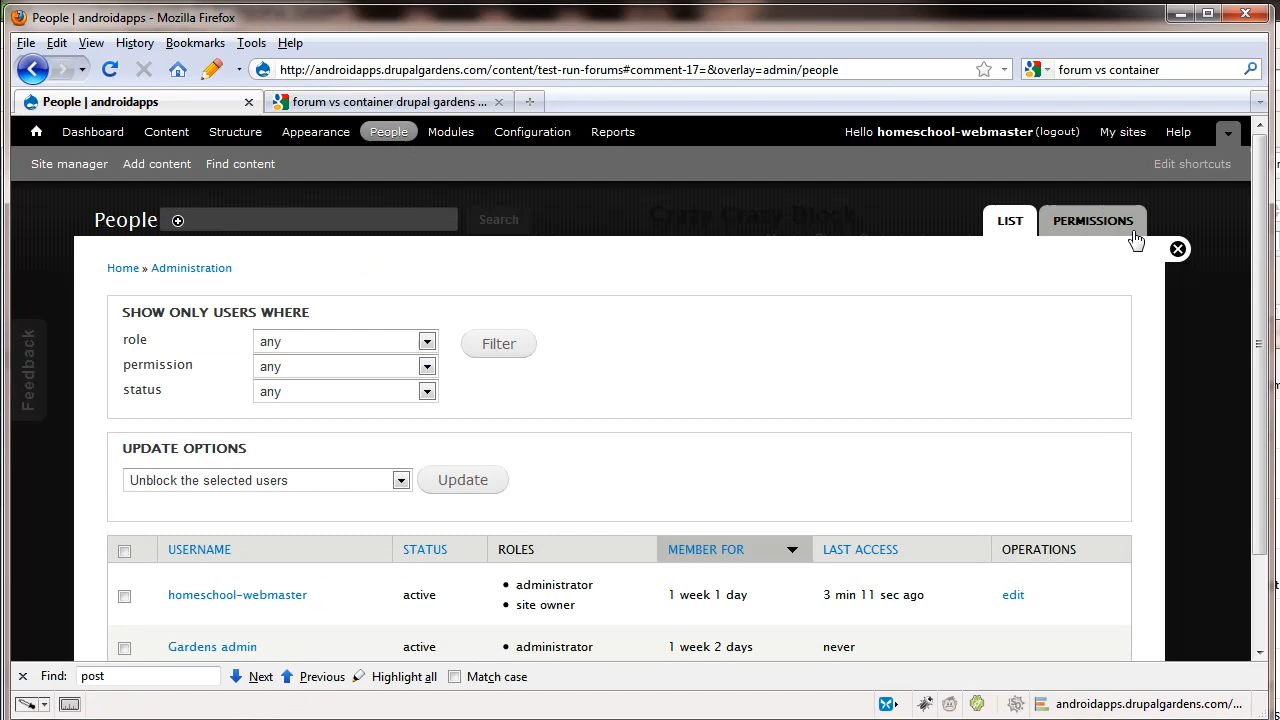 People | androidapps - Mozilla Firefox
File Edit View History Bookmarks Tools Help
http://androidapps.drupalgardens.com/content/test-run-forums#comment-17=&overlay=admin/people
forum vs container
People | androidapps
forum vs container drupal gardens ...
Dashboard Content Structure Appearance People Modules Configuration Reports
Hello homeschool-webmaster (logout) My sites Help
Site manager Add content Find content
Edit shortcuts
People
Search
Crazy Crazy Block
LIST PERMISSIONS
Home » Administration
Feedback
SHOW ONLY USERS WHERE
role any
Filter
permission any
status any
UPDATE OPTIONS
Unblock the selected users
Update
USERNAME STATUS ROLES MEMBER FOR LAST ACCESS OPERATIONS
homeschool-webmaster active • administrator • site owner 1 week 1 day 3 min 11 sec ago edit
Gardens admin active • administrator 1 week 2 days never
Find: post Next Previous Highlight all Match case
androidapps.drupalgardens.com/...